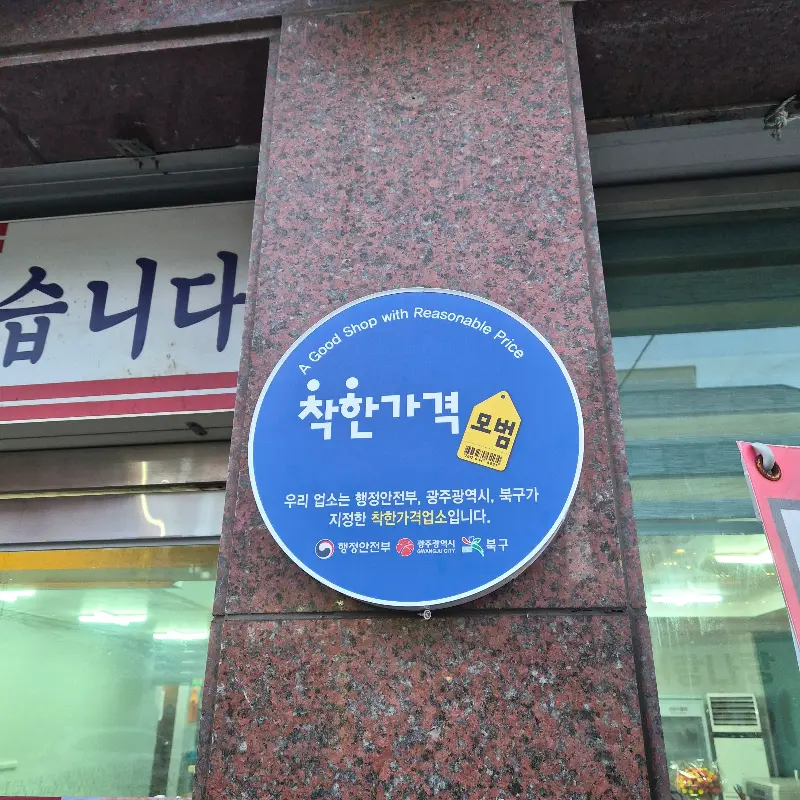 습니다
A Good Shop with Reasonable Price
착한가격
모범
우리 업소는 행정안전부, 광주광역시, 북구가
지정한 착한가격업소입니다.
행정안전부 광주광역시 GWANGJU CITY 북구